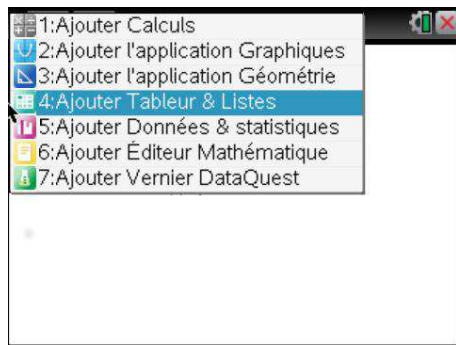 1:Ajouter Calculs
2:Ajouter l'application Graphiques
3:Ajouter l'application Géométrie
4:Ajouter Tableur & Listes
5:Ajouter Données & statistiques
6:Ajouter Éditeur Mathématique
7:Ajouter Vernier DataQuest